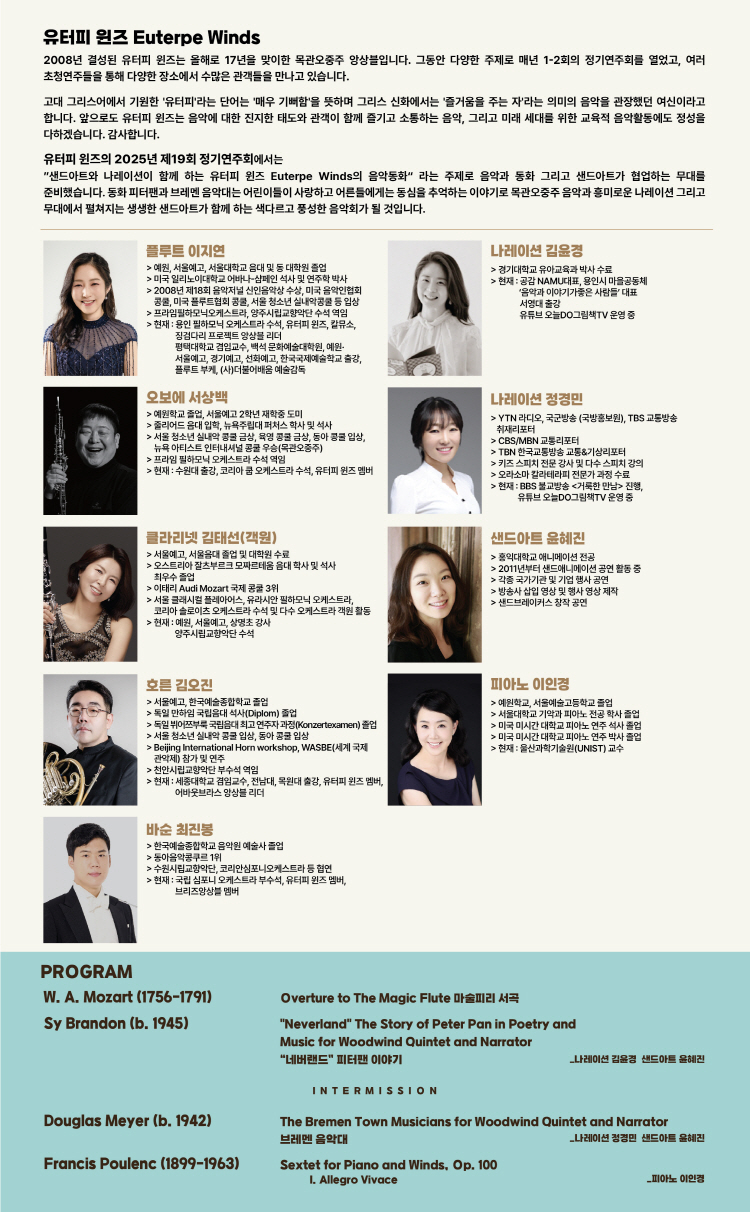 유터피 윈즈 Euterpe Winds
2008년 결성된 유터피 윈즈는 올해로 17년을 맞이한 목관오중주 앙상블입니다. 그동안 다양한 주제로 매년 1-2회의 정기연주회를 열었고, 여러
초청연주들을 통해 다양한 장소에서 수많은 관객들을 만나고 있습니다.
고대 그리스어에서 기원한 '유터피'라는 단어는 '매우 기뻐함'을 뜻하며 그리스 신화에서는 '즐거움을 주는 자'라는 의미의 음악을 관장했던 여신이라고
합니다. 앞으로도 유터피 윈즈는 음악에 대한 진지한 태도와 관객이 함께 즐기고 소통하는 음악, 그리고 미래 세대를 위한 교육적 음악활동에도 정성을
다하겠습니다. 감사합니다.
유터피 윈즈의 2025년 제19회 정기연주회에서는
"샌드아트와 나레이션이 함께 하는 유터피 윈즈 Euterpe Winds의 음악동화" 라는 주제로 음악과 동화 그리고 샌드아트가 협업하는 무대를
준비했습니다. 동화 피터팬과 브레멘 음악대는 어린이들이 사랑하고 어른들에게는 동심을 추억하는 이야기로 목관오중주 음악과 흥미로운 나레이션 그리고
무대에서 펼쳐지는 생생한 샌드아트가 함께 하는 색다르고 풍성한 음악회가 될 것입니다.
플루트 이지연
> 예원, 서울예고, 서울대학교 음대 및 동 대학원 졸업
> 미국 일리노이대학교 어바나-샴페인 석사 및 연주학 박사
> 2008년 제18회 음악저널 신인음악상 수상, 미국 음악인협회
콩쿨, 미국 플루트협회 콩쿨, 서울 청소년 실내악콩쿨 등 입상
> 프라임필하모닉오케스트라, 양주시립교향악단 수석 역임
> 현재 : 용인 필하모닉 오케스트라 수석, 유터피 윈즈, 칼뮤소,
징검다리 프로젝트 앙상블 리더
평택대학교 겸임교수, 백석 문화예술대학원, 예원·
서울예고, 경기예고, 선화예고, 한국국제예술학교 출강,
플루트 부케, (사)더불어배움 예술감독
나레이션 김윤경
> 경기대학교 유아교육과 박사 수료
> 현재 : 공감 NAMU대표, 용인시 마을공동체
'음악과 이야기가좋은 사람들' 대표
서영대 출강
유튜브 오늘DO그림책TV 운영 중
오보에 서상백
> 예원학교 졸업, 서울예고 2학년 재학중 도미
> 줄리어드 음대 입학, 뉴욕주립대 퍼처스 학사 및 석사
> 서울 청소년 실내악 콩쿨 금상, 육영 콩쿨 금상, 동아 콩쿨 입상,
뉴욕 아티스트 인터내셔널 콩쿨 우승(목관오중주)
> 프라임 필하모닉 오케스트라 수석 역임
> 현재 : 수원대 출강, 코리아 쿱 오케스트라 수석, 유터피 윈즈 멤버
나레이션 정경민
> YTN 라디오, 국군방송 (국방홍보원), TBS 교통방송
취재리포터
> CBS/MBN 교통리포터
> TBN 한국교통방송 교통&기상리포터
> 키즈 스피치 전문 강사 및 다수 스피치 강의
> 오라소마 칼라테라피 전문가 과정 수료
> 현재 : BBS 불교방송 <거룩한 만남> 진행,
유튜브 오늘DO그림책TV 운영 중
클라리넷 김태선(객원)
> 서울예고, 서울음대 졸업 및 대학원 수료
> 오스트리아 잘츠부르크 모짜르테움 음대 학사 및 석사
최우수 졸업
> 이태리 Audi Mozart 국제 콩쿨 3위
> 서울 클래시컬 플레이어스, 유라시안 필하모닉 오케스트라,
코리아 솔로이츠 오케스트라 수석 및 다수 오케스트라 객원 활동
> 현재 : 예원, 서울예고, 상명초 강사
양주시립교향악단 수석
샌드아트 윤혜진
> 홍익대학교 애니메이션 전공
> 2011년부터 샌드애니메이션 공연 활동 중
> 각종 국가기관 및 기업 행사 공연
> 방송사 삽입 영상 및 행사 영상 제작
> 샌드브레이커스 창작 공연
호른 김오진
> 서울예고, 한국예술종합학교 졸업
> 독일 만하임 국립음대 석사(Diplom) 졸업
> 독일 뷔어쯔부룩 국립음대 최고 연주자 과정(Konzertexamen) 졸업
> 서울 청소년 실내악 콩쿨 입상, 동아 콩쿨 입상
> Beijing International Horn workshop, WASBE(세계 국제
관악제) 참가 및 연주
> 천안시립교향악단 부수석 역임
> 현재 : 세종대학교 겸임교수, 전남대, 목원대 출강, 유터피 윈즈 멤버,
어바웃브라스 앙상블 리더
피아노 이인경
> 예원학교, 서울예술고등학교 졸업
> 서울대학교 기악과 피아노 전공 학사 졸업
> 미국 미시간 대학교 피아노 연주 석사 졸업
> 미국 미시간 대학교 피아노 연주 박사 졸업
> 현재 : 울산과학기술원(UNIST) 교수
바순 최진봉
> 한국예술종합학교 음악원 예술사 졸업
> 동아음악콩쿠르 1위
> 수원시립교향악단, 코리안심포니오케스트라 등 협연
> 현재 : 국립 심포니 오케스트라 부수석, 유터피 윈즈 멤버,
브리즈앙상블 멤버
PROGRAM
W. A. Mozart (1756-1791)
Overture to The Magic Flute 마술피리 서곡
Sy Brandon (b. 1945)
"Neverland" The Story of Peter Pan in Poetry and
Music for Woodwind Quintet and Narrator
"네버랜드" 피터팬 이야기
_나레이션 김윤경 샌드아트 윤혜진
INTERMISSION
Douglas Meyer (b. 1942)
The Bremen Town Musicians for Woodwind Quintet and Narrator
브레멘 음악대
_나레이션 정경민 샌드아트 윤혜진
Francis Poulenc (1899-1963)
Sextet for Piano and Winds, Op. 100
I. Allegro Vivace
_피아노 이인경